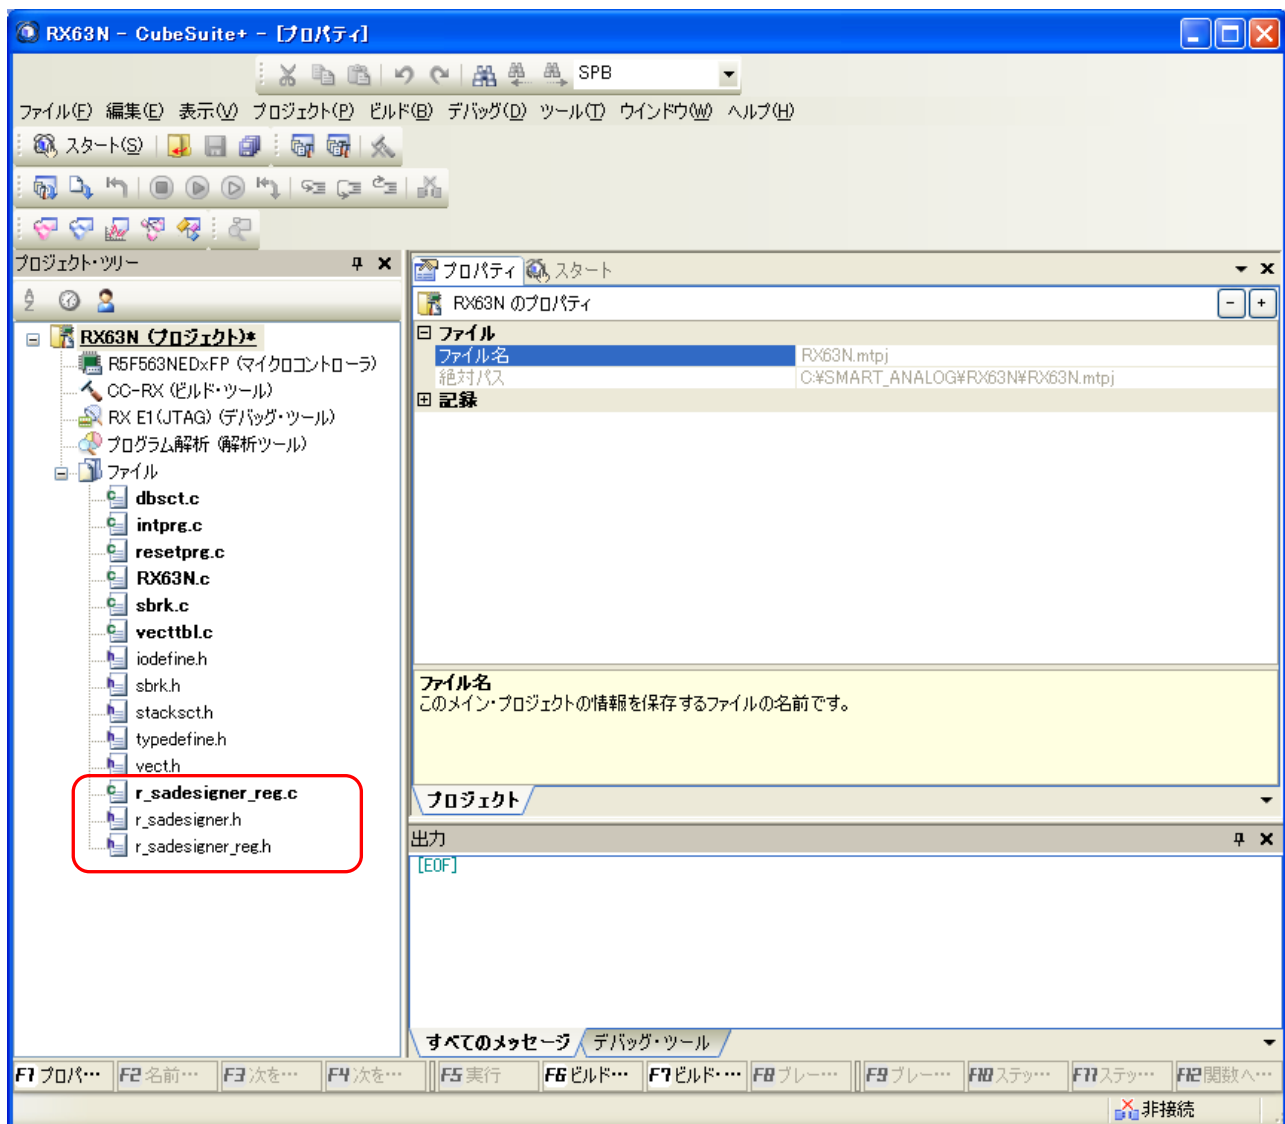 RX63N - CubeSuite+ - [プロパティ]
SPB
ファイル(F) 編集(E) 表示(V) プロジェクト(P) ビルド(B) デバッグ(D) ツール(T) ウインドウ(W) ヘルプ(H)
スタート(S)
プロジェクト・ツリー
RX63N (プロジェクト)*
R5F563NEDxFP (マイクロコントローラ)
CC-RX (ビルド・ツール)
RX E1(JTAG) (デバッグ・ツール)
プログラム解析 (解析ツール)
ファイル
dbsct.c
intprg.c
resetprg.c
RX63N.c
sbrk.c
vecttbl.c
iodefine.h
sbrk.h
stacksct.h
typedefine.h
vect.h
r_sadesigner_reg.c
r_sadesigner.h
r_sadesigner_reg.h
プロパティ スタート
RX63N のプロパティ
ファイル
ファイル名 RX63N.mtpj
絶対パス C:¥SMART_ANALOG¥RX63N¥RX63N.mtpj
記録
ファイル名
このメイン・プロジェクトの情報を保存するファイルの名前です。
プロジェクト
出力
[EOF]
すべてのメッセージ デバッグ・ツール
F1 プロパ… F2 名前… F3 次を… F4 次を… F5 実行 F6 ビルド… F7 ビルド・… F8 ブレー… F9 ブレー… F10 ステッ… F11 ステッ… F12 関数へ…
非接続